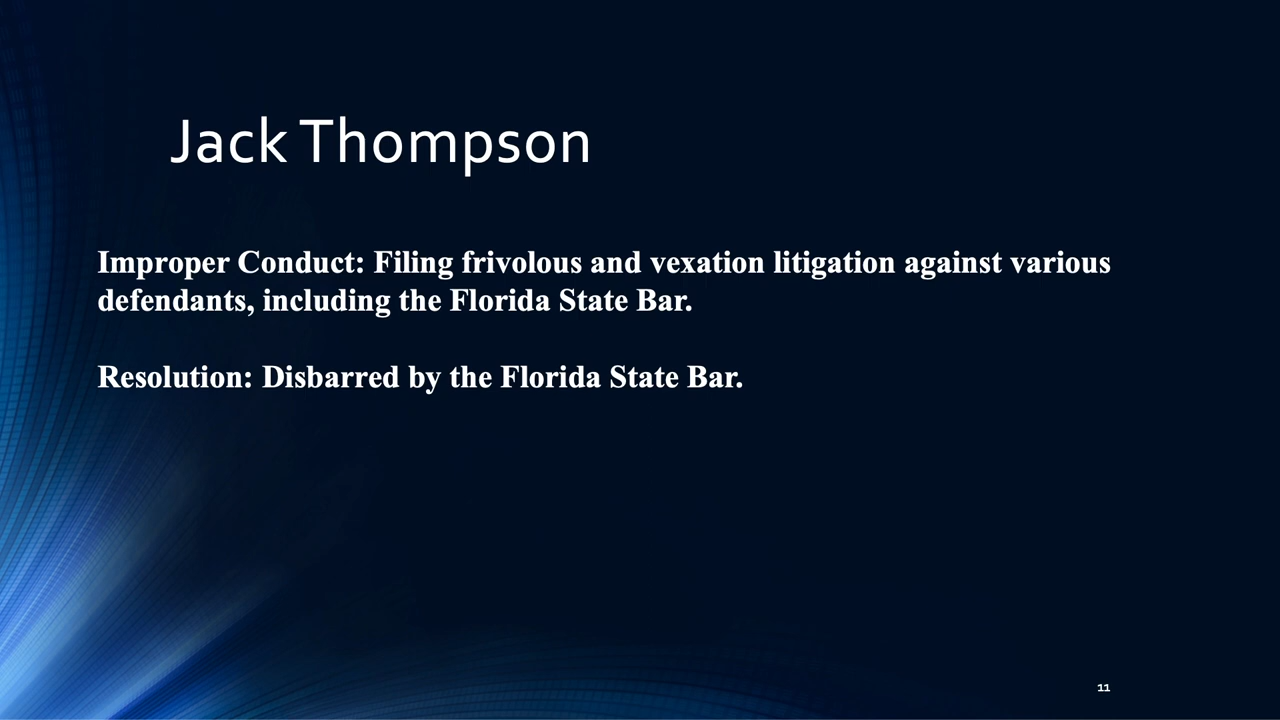 Jack Thompson
Improper Conduct: Filing frivolous and vexation litigation against various
defendants, including the Florida State Bar.
Resolution: Disbarred by the Florida State Bar.
11